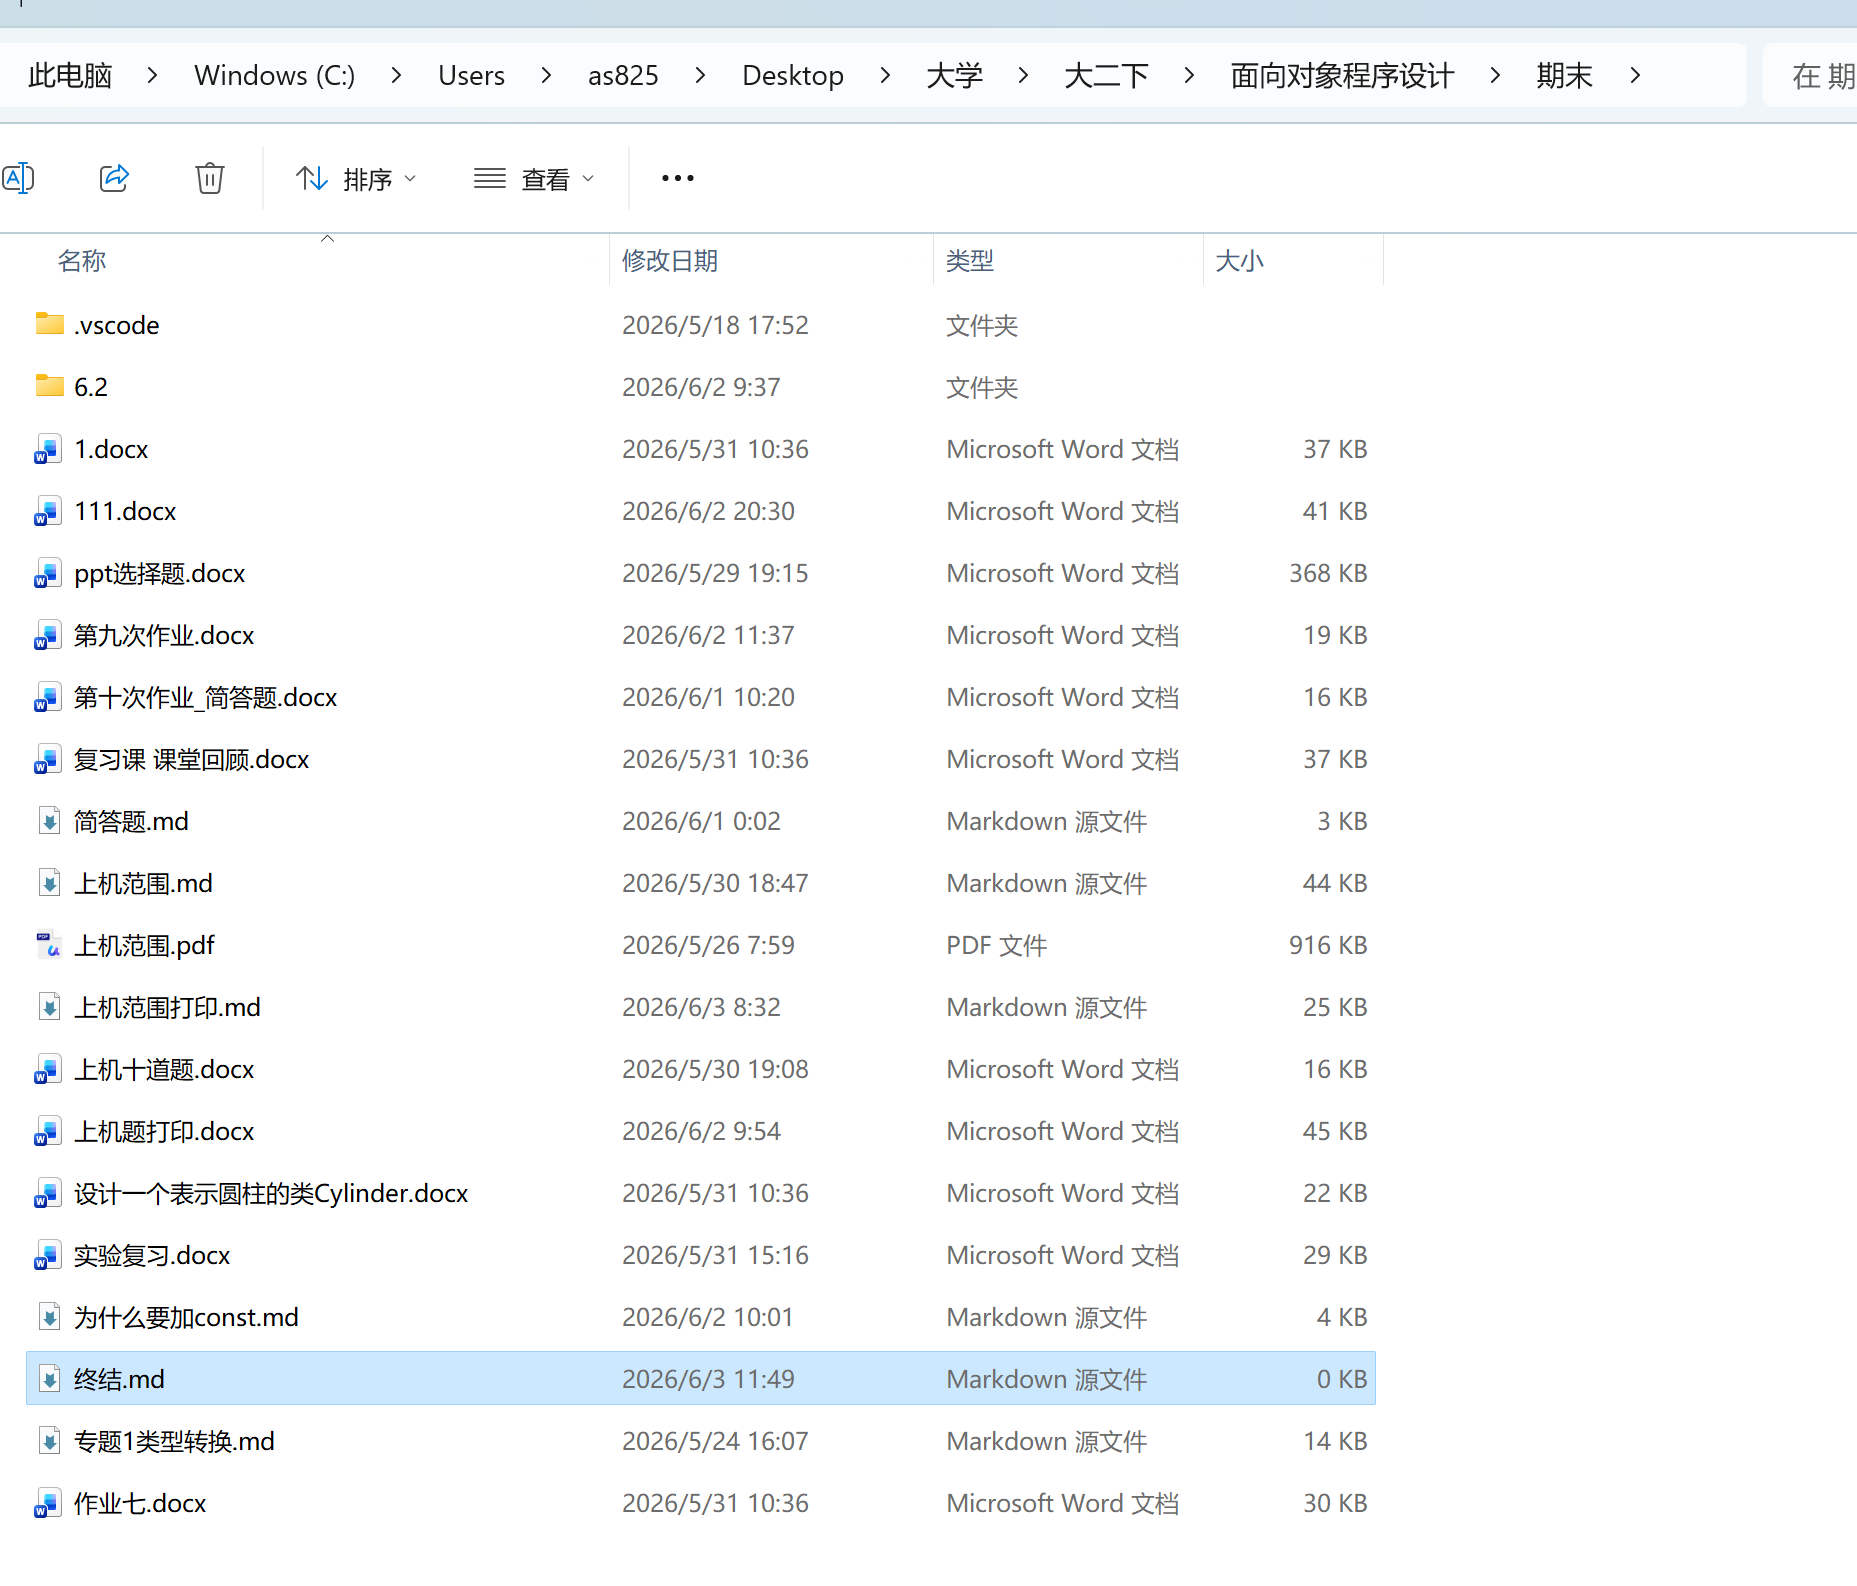 此电脑 > Windows (C:) > Users > as825 > Desktop > 大学 > 大二下 > 面向对象程序设计 > 期末 > 在 期
排序 查看
名称 修改日期 类型 大小
.vscode 2026/5/18 17:52 文件夹
6.2 2026/6/2 9:37 文件夹
1.docx 2026/5/31 10:36 Microsoft Word 文档 37 KB
111.docx 2026/6/2 20:30 Microsoft Word 文档 41 KB
ppt选择题.docx 2026/5/29 19:15 Microsoft Word 文档 368 KB
第九次作业.docx 2026/6/2 11:37 Microsoft Word 文档 19 KB
第十次作业_简答题.docx 2026/6/1 10:20 Microsoft Word 文档 16 KB
复习课 课堂回顾.docx 2026/5/31 10:36 Microsoft Word 文档 37 KB
简答题.md 2026/6/1 0:02 Markdown 源文件 3 KB
上机范围.md 2026/5/30 18:47 Markdown 源文件 44 KB
上机范围.pdf 2026/5/26 7:59 PDF 文件 916 KB
上机范围打印.md 2026/6/3 8:32 Markdown 源文件 25 KB
上机十道题.docx 2026/5/30 19:08 Microsoft Word 文档 16 KB
上机题打印.docx 2026/6/2 9:54 Microsoft Word 文档 45 KB
设计一个表示圆柱的类Cylinder.docx 2026/5/31 10:36 Microsoft Word 文档 22 KB
实验复习.docx 2026/5/31 15:16 Microsoft Word 文档 29 KB
为什么要加const.md 2026/6/2 10:01 Markdown 源文件 4 KB
终结.md 2026/6/3 11:49 Markdown 源文件 0 KB
专题1类型转换.md 2026/5/24 16:07 Markdown 源文件 14 KB
作业七.docx 2026/5/31 10:36 Microsoft Word 文档 30 KB